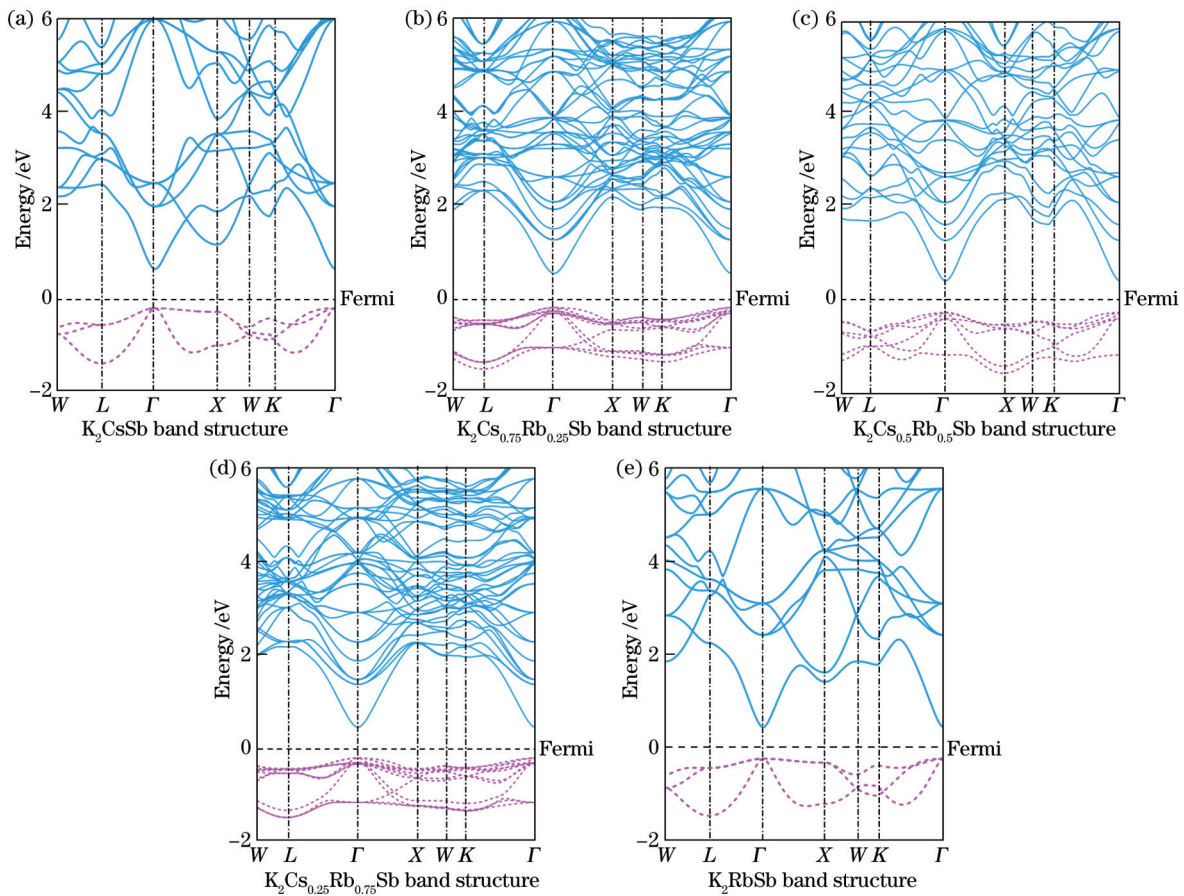 (a)
6
4
2
0
−2
Energy /eV
Fermi
W L Γ X W K Γ
K₂CsSb band structure
(b)
6
4
2
0
−2
Energy /eV
Fermi
W L Γ X W K Γ
K₂Cs₀.₇₅Rb₀.₂₅Sb band structure
(c)
6
4
2
0
−2
Energy /eV
Fermi
W L Γ X W K Γ
K₂Cs₀.₅Rb₀.₅Sb band structure
(d)
6
4
2
0
−2
Energy /eV
Fermi
W L Γ X W K Γ
K₂Cs₀.₂₅Rb₀.₇₅Sb band structure
(e)
6
4
2
0
−2
Energy /eV
Fermi
W L Γ X W K Γ
K₂RbSb band structure